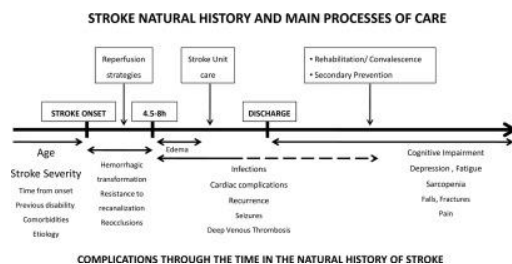 STROKE NATURAL HISTORY AND MAIN PROCESSES OF CARE
Reperfusion
strategies
Stroke Unit
care
• Rehabilitation/ Convalescence
• Secondary Prevention
STROKE ONSET
4.5-8h
DISCHARGE
Age
Stroke Severity
Time from onset
Previous disability
Comorbidities
Etiology
Hemorrhagic
transformation
Resistance to
recanalization
Reocclusions
Edema
Infections
Cardiac complications
Recurrence
Seizures
Deep Venous Thrombosis
Cognitive Impairment
Depression , Fatigue
Sarcopenia
Falls, Fractures
Pain
COMPLICATIONS THROUGH THE TIME IN THE NATURAL HISTORY OF STROKE